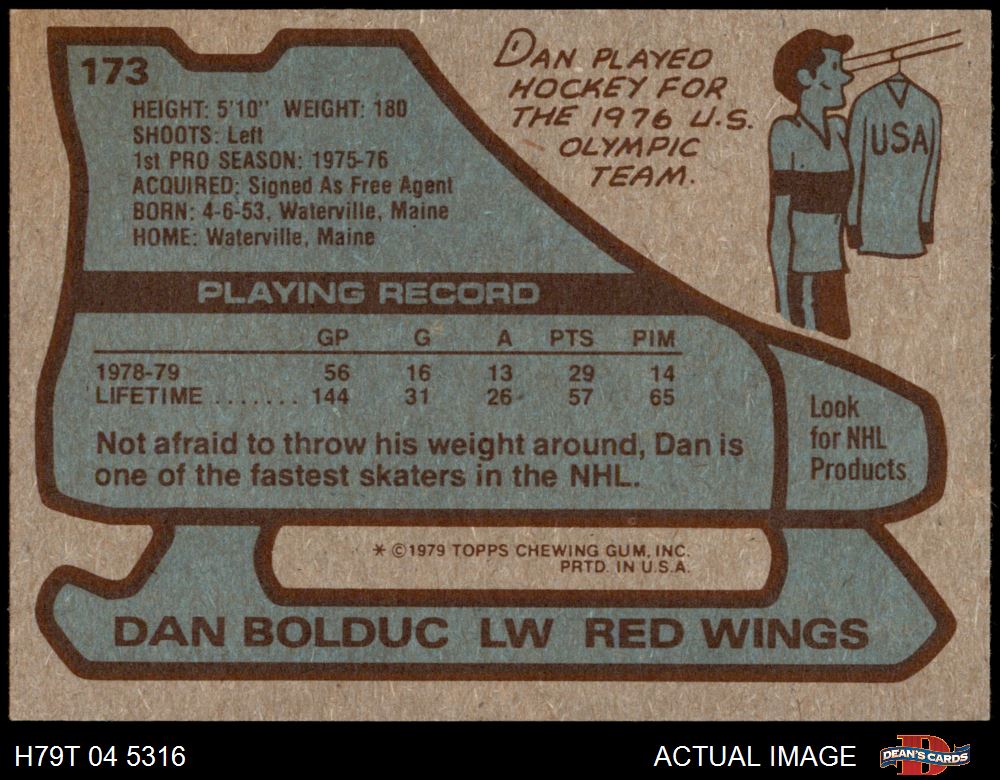 173
HEIGHT: 5'10" WEIGHT: 180
SHOOTS: Left
1st PRO SEASON: 1975-76
ACQUIRED: Signed As Free Agent
BORN: 4-6-53, Waterville, Maine
HOME: Waterville, Maine
DAN PLAYED
HOCKEY FOR
THE 1976 U.S.
OLYMPIC
TEAM.
USA
PLAYING RECORD
GP G A PTS PIM
1978-79 56 16 13 29 14
LIFETIME ....... 144 31 26 57 65
Not afraid to throw his weight around, Dan is
one of the fastest skaters in the NHL.
Look
for NHL
Products
* ©1979 TOPPS CHEWING GUM, INC.
PRTD. IN U.S.A.
DAN BOLDUC LW RED WINGS
H79T 04 5316 ACTUAL IMAGE
D
DEAN'S CARDS